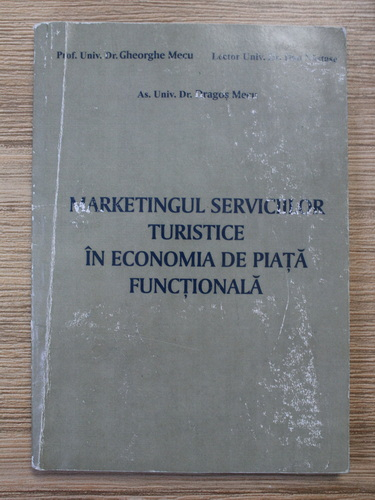 Prof. Univ. Dr. Gheorghe Mecu Lector Univ.
As. Univ. Dr. Dragoș Mecu
MARKETINGUL SERVICIILOR
TURISTICE
ÎN ECONOMIA DE PIAȚĂ
FUNCȚIONALĂ